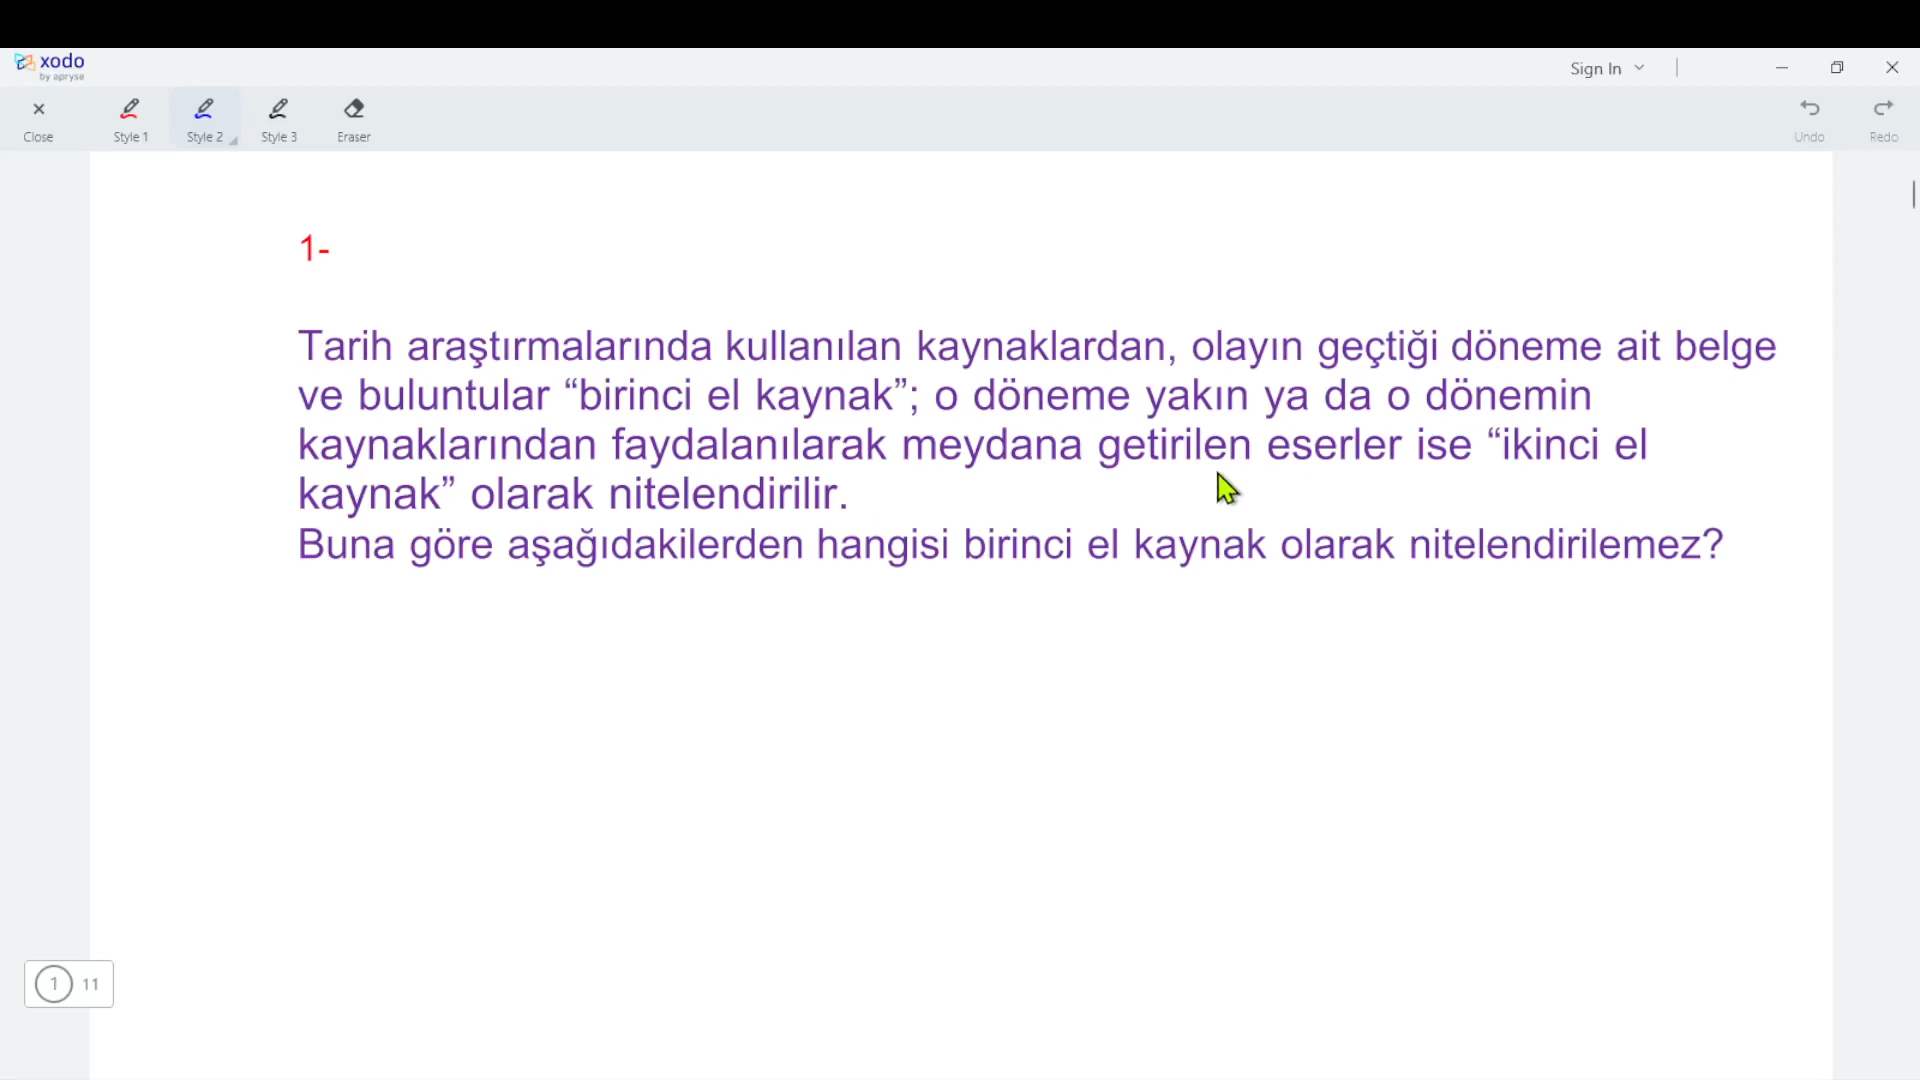 xodo
by apryse
Sign In
Close
Style 1
Style 2
Style 3
Eraser
Undo
Redo
1-
Tarih araştırmalarında kullanılan kaynaklardan, olayın geçtiği döneme ait belge
ve buluntular “birinci el kaynak”; o döneme yakın ya da o dönemin
kaynaklarından faydalanılarak meydana getirilen eserler ise “ikinci el
kaynak” olarak nitelendirilir.
Buna göre aşağıdakilerden hangisi birinci el kaynak olarak nitelendirilemez?
1 11